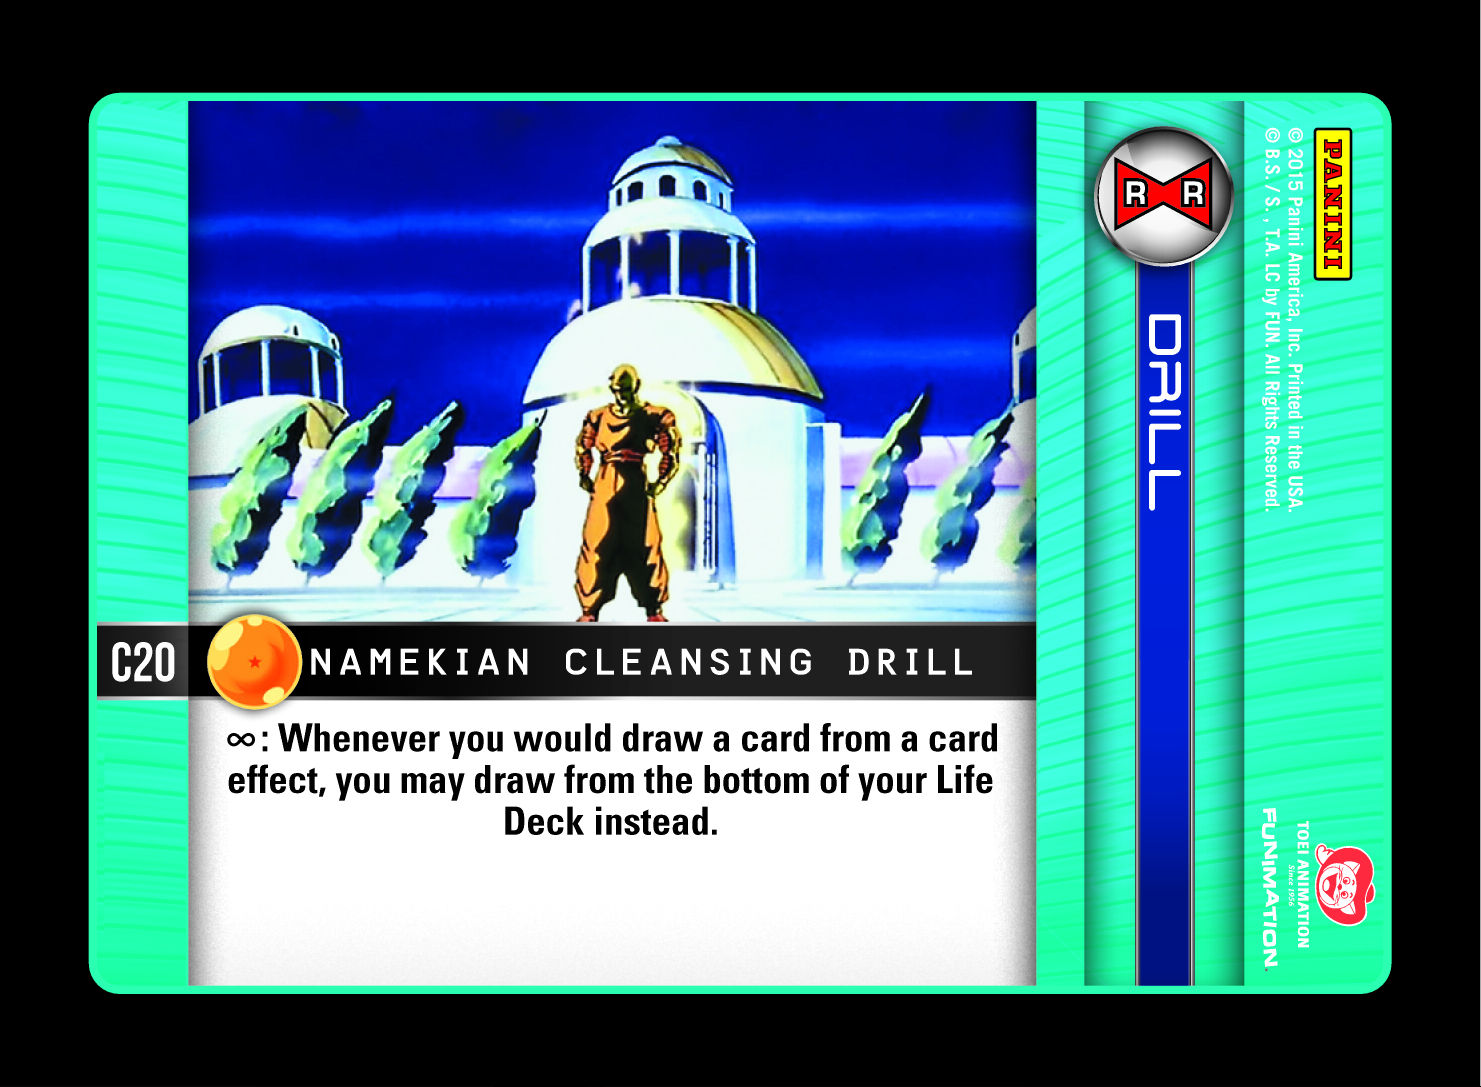 C20
NAMEKIAN CLEANSING DRILL
∞: Whenever you would draw a card from a card
effect, you may draw from the bottom of your Life
Deck instead.
R R
DRILL
PANINI
© 2015 Panini America, Inc. Printed in the USA.
© B.S./ S. , T.A. LC by FUN. All Rights Reserved.
TOEI ANIMATION
Since 1956
FUNIMATION.